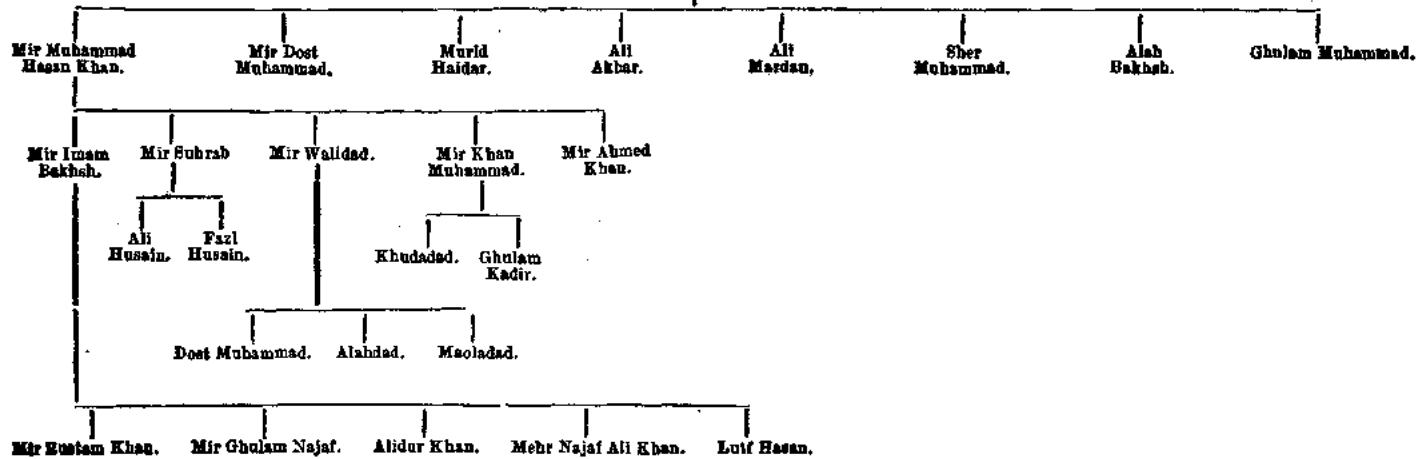 Mir Muhammad
Hasan Khan.
Mir Dost
Muhammad.
Murid
Haidar.
Ali
Akbar.
Ali
Mardan.
Sher
Muhammad.
Alah
Bakhsh.
Ghulam Muhammad.
Mir Imam
Bakhsh.
Mir Suhrab
Mir Walidad.
Mir Khan
Muhammad.
Mir Ahmed
Khan.
Ali
Husain.
Fazl
Husain.
Khudadad.
Ghulam
Kadir.
Dost Muhammad.
Alahdad.
Maoladad.
Mir Rustam Khan.
Mir Ghulam Najaf.
Alidur Khan.
Mehr Najaf Ali Khan.
Lutf Hasan.